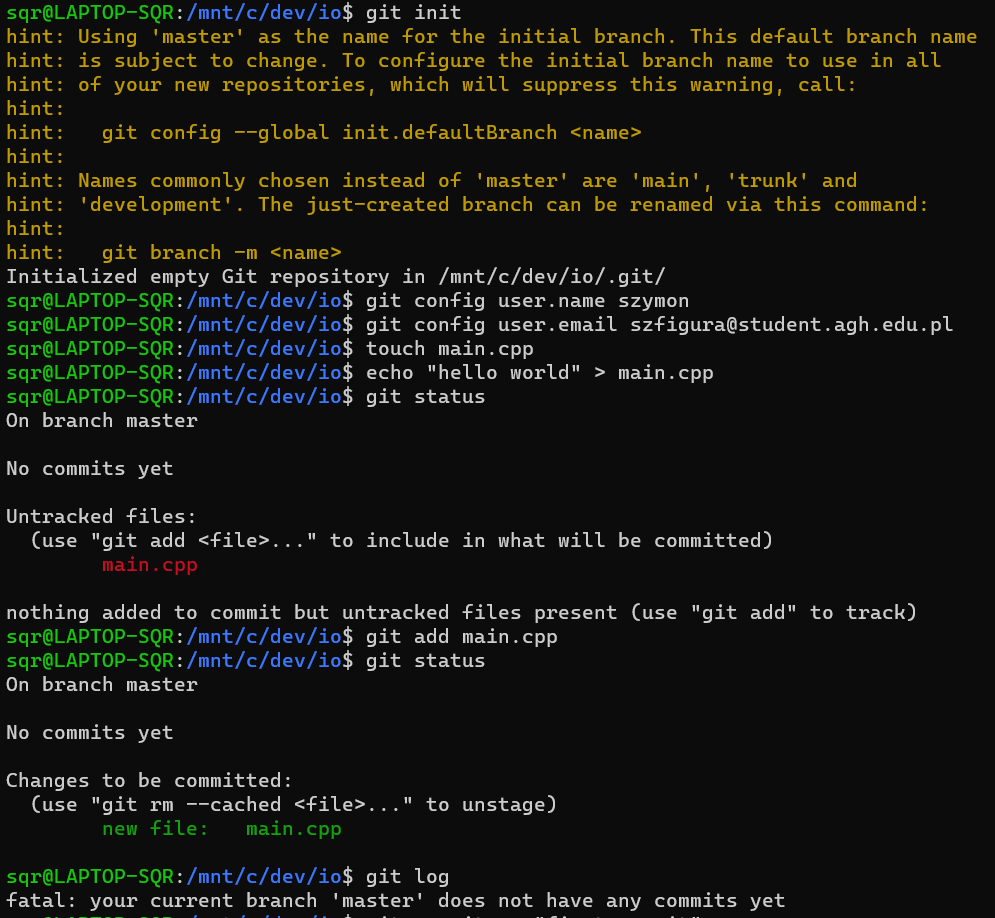 sqr@LAPTOP-SQR:/mnt/c/dev/io$ git init
hint: Using 'master' as the name for the initial branch. This default branch name
hint: is subject to change. To configure the initial branch name to use in all
hint: of your new repositories, which will suppress this warning, call:
hint:
hint:   git config --global init.defaultBranch <name>
hint:
hint: Names commonly chosen instead of 'master' are 'main', 'trunk' and
hint: 'development'. The just-created branch can be renamed via this command:
hint:
hint:   git branch -m <name>
Initialized empty Git repository in /mnt/c/dev/io/.git/
sqr@LAPTOP-SQR:/mnt/c/dev/io$ git config user.name szymon
sqr@LAPTOP-SQR:/mnt/c/dev/io$ git config user.email szfigura@student.agh.edu.pl
sqr@LAPTOP-SQR:/mnt/c/dev/io$ touch main.cpp
sqr@LAPTOP-SQR:/mnt/c/dev/io$ echo "hello world" > main.cpp
sqr@LAPTOP-SQR:/mnt/c/dev/io$ git status
On branch master

No commits yet

Untracked files:
  (use "git add <file>..." to include in what will be committed)
        main.cpp

nothing added to commit but untracked files present (use "git add" to track)
sqr@LAPTOP-SQR:/mnt/c/dev/io$ git add main.cpp
sqr@LAPTOP-SQR:/mnt/c/dev/io$ git status
On branch master

No commits yet

Changes to be committed:
  (use "git rm --cached <file>..." to unstage)
        new file:   main.cpp

sqr@LAPTOP-SQR:/mnt/c/dev/io$ git log
fatal: your current branch 'master' does not have any commits yet